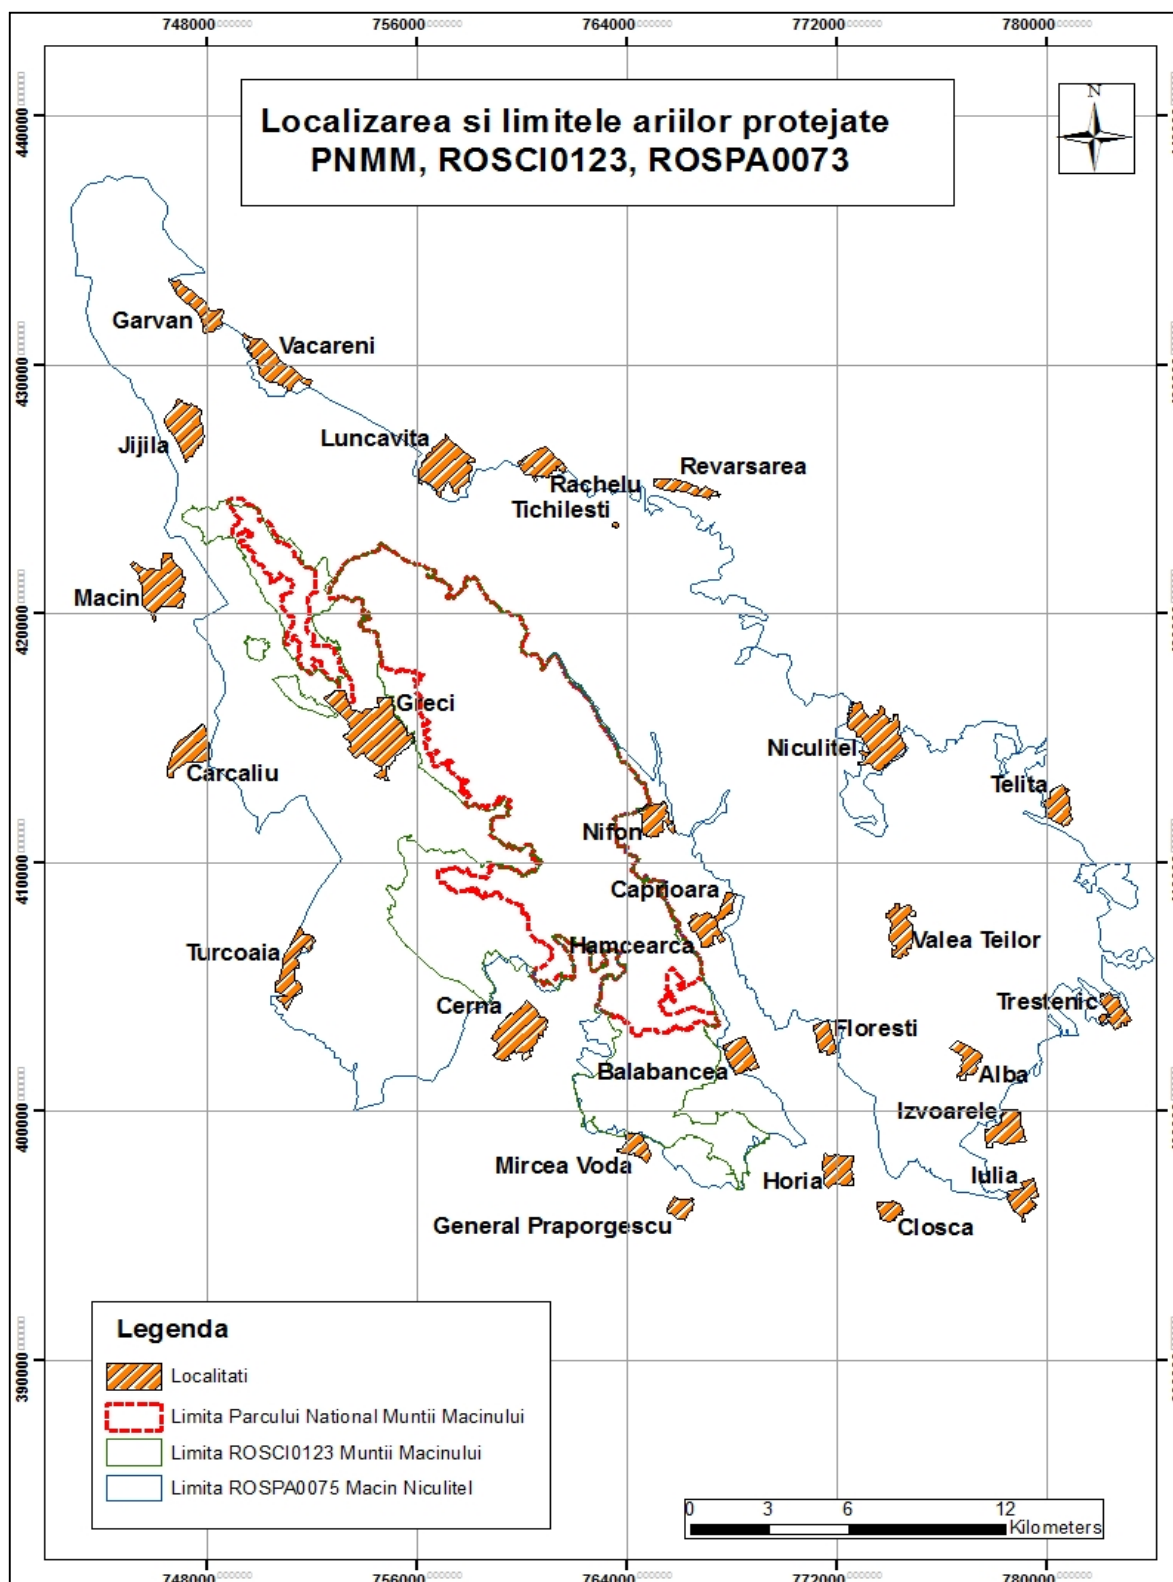 748000 756000 764000 772000 780000
N
Localizarea si limitele ariilor protejate
PNMM, ROSCI0123, ROSPA0073
440000
430000
420000
410000
400000
390000
Garvan
Vacareni
Jijila
Luncavita
Rachelu
Revarsarea
Tichilesti
Macin
Greci
Carcaliu
Niculitel
Telita
Nifon
Caprioara
Hamcearca
Valea Teilor
Turcoaia
Cerna
Trestenic
Floresti
Balabancea
Alba
Izvoarele
Mircea Voda
Horia
Iulia
General Praporgescu
Closca
Legenda
Localitati
Limita Parcului National Muntii Macinului
Limita ROSCI0123 Muntii Macinului
Limita ROSPA0075 Macin Niculitel
0 3 6 12
Kilometers
748000 756000 764000 772000 780000